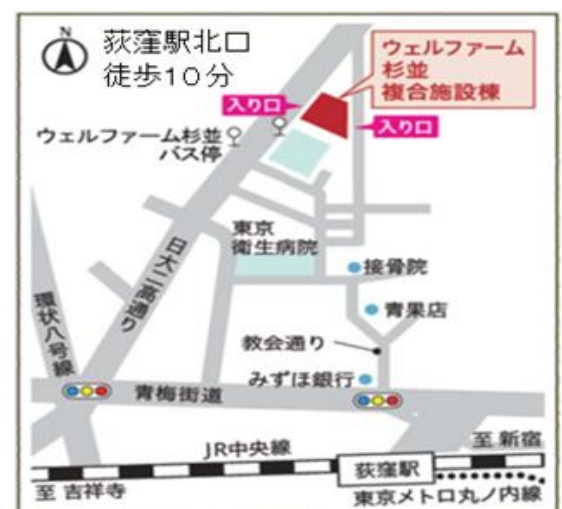 荻窪駅北口
徒歩10分
ウェルファーム
杉並
複合施設棟
入り口
入り口
ウェルファーム杉並
バス停
東京
衛生病院
接骨院
日大二高通り
環状八号線
青果店
教会通り
みずほ銀行
青梅街道
JR中央線
至 新宿
荻窪駅
至 吉祥寺
東京メトロ丸ノ内線